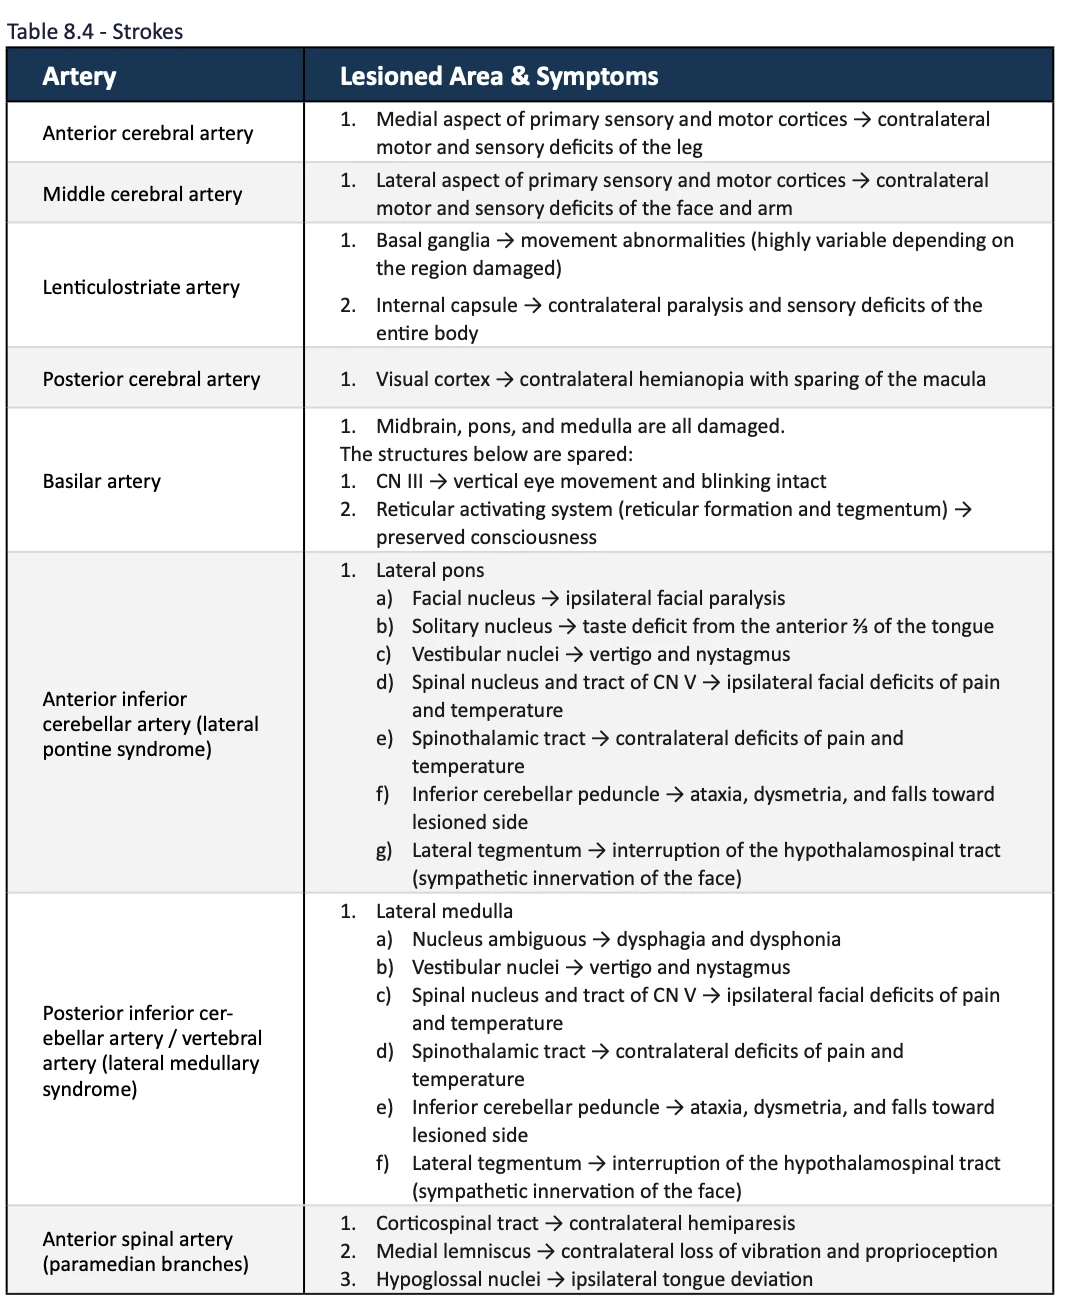 Table 8.4 - Strokes
Artery
Lesioned Area & Symptoms
Anterior cerebral artery
1. Medial aspect of primary sensory and motor cortices → contralateral
motor and sensory deficits of the leg
Middle cerebral artery
1. Lateral aspect of primary sensory and motor cortices → contralateral
motor and sensory deficits of the face and arm
Lenticulostriate artery
1. Basal ganglia → movement abnormalities (highly variable depending on
the region damaged)
2. Internal capsule → contralateral paralysis and sensory deficits of the
entire body
Posterior cerebral artery
1. Visual cortex → contralateral hemianopia with sparing of the macula
Basilar artery
1. Midbrain, pons, and medulla are all damaged.
The structures below are spared:
1. CN III → vertical eye movement and blinking intact
2. Reticular activating system (reticular formation and tegmentum) →
preserved consciousness
Anterior inferior
cerebellar artery (lateral
pontine syndrome)
1. Lateral pons
a) Facial nucleus → ipsilateral facial paralysis
b) Solitary nucleus → taste deficit from the anterior ⅔ of the tongue
c) Vestibular nuclei → vertigo and nystagmus
d) Spinal nucleus and tract of CN V → ipsilateral facial deficits of pain
and temperature
e) Spinothalamic tract → contralateral deficits of pain and
temperature
f) Inferior cerebellar peduncle → ataxia, dysmetria, and falls toward
lesioned side
g) Lateral tegmentum → interruption of the hypothalamospinal tract
(sympathetic innervation of the face)
Posterior inferior cer-
ebellar artery / vertebral
artery (lateral medullary
syndrome)
1. Lateral medulla
a) Nucleus ambiguous → dysphagia and dysphonia
b) Vestibular nuclei → vertigo and nystagmus
c) Spinal nucleus and tract of CN V → ipsilateral facial deficits of pain
and temperature
d) Spinothalamic tract → contralateral deficits of pain and
temperature
e) Inferior cerebellar peduncle → ataxia, dysmetria, and falls toward
lesioned side
f) Lateral tegmentum → interruption of the hypothalamospinal tract
(sympathetic innervation of the face)
Anterior spinal artery
(paramedian branches)
1. Corticospinal tract → contralateral hemiparesis
2. Medial lemniscus → contralateral loss of vibration and proprioception
3. Hypoglossal nuclei → ipsilateral tongue deviation